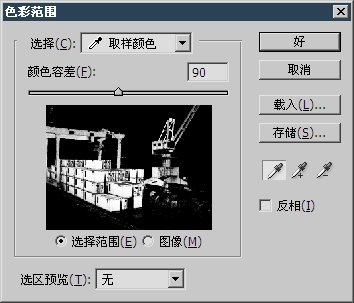 色彩范围
选择(C): 取样颜色
好
颜色容差(F): 90
取消
载入(L)...
存储(S)...
反相(I)
选择范围(E) 图像(M)
选区预览(T): 无